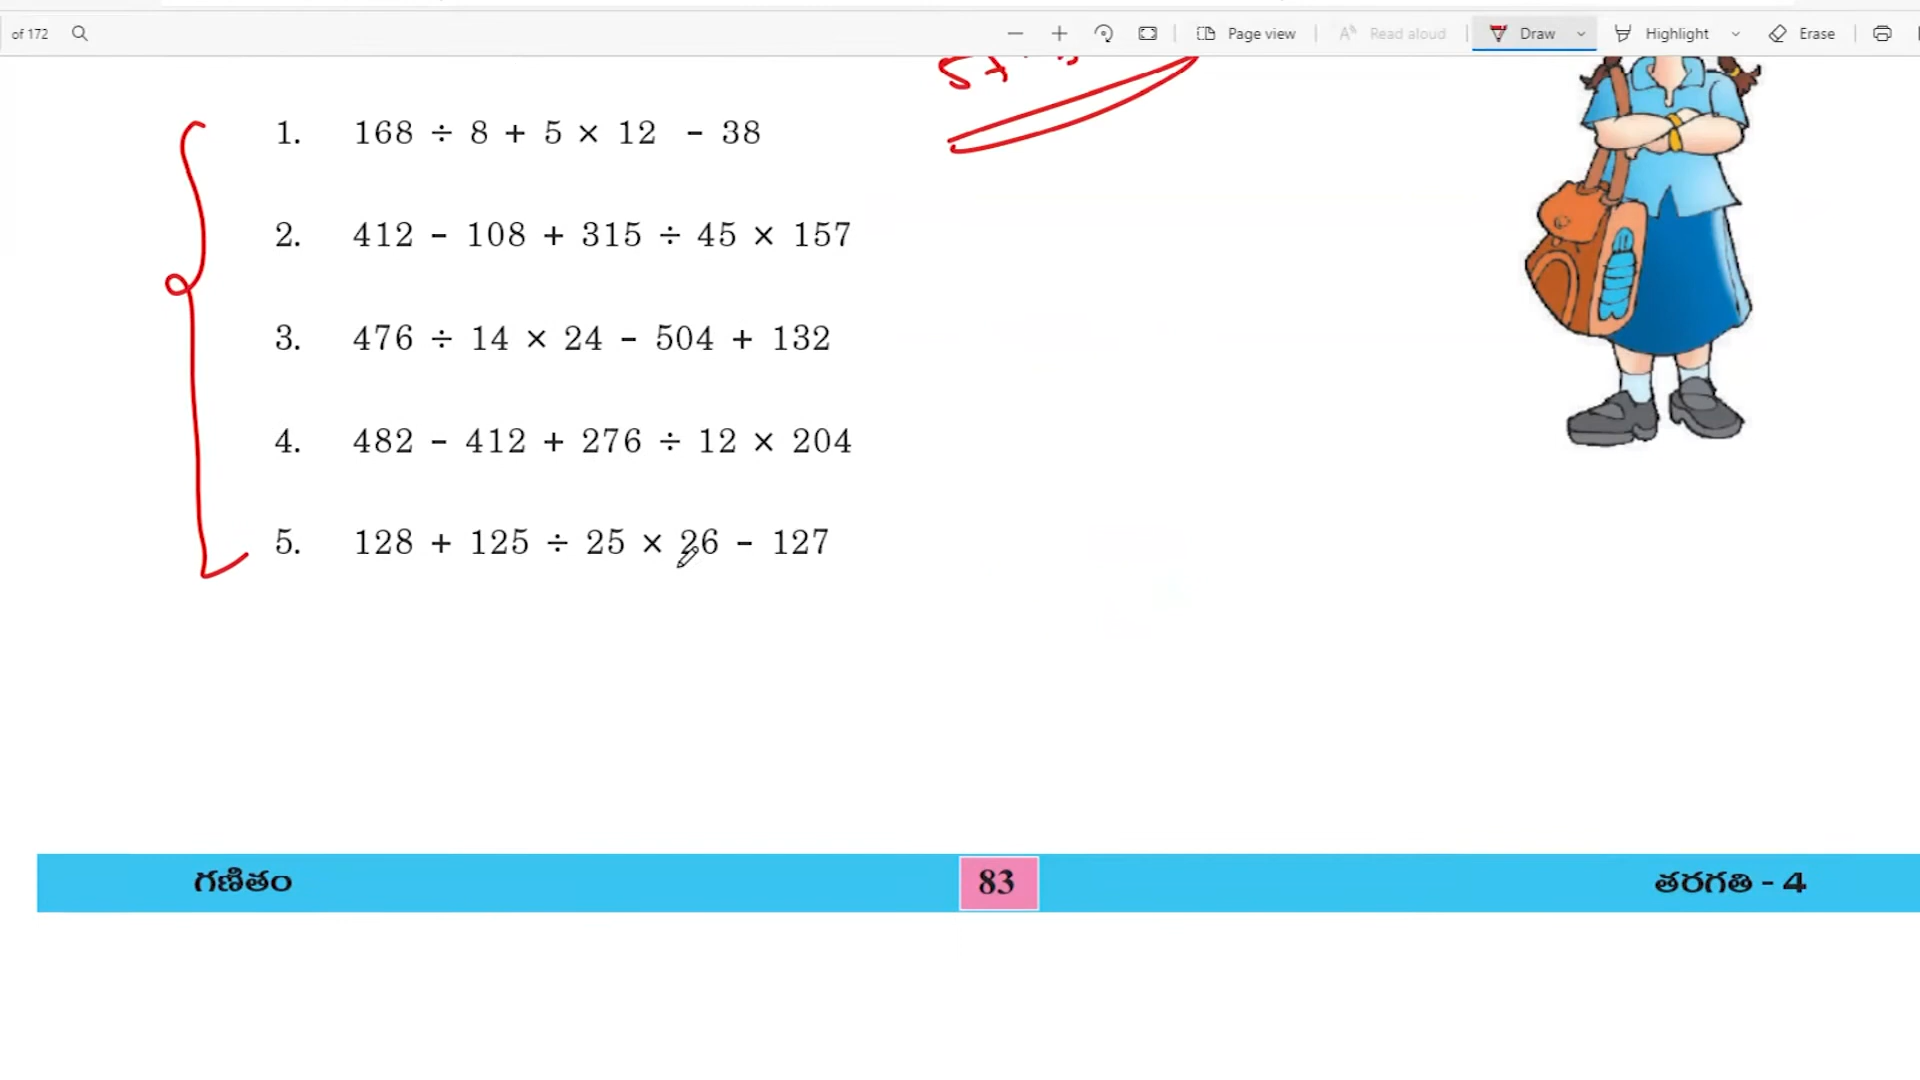 of 172
Page view
Read aloud
Draw
Highlight
Erase
1. 168 ÷ 8 + 5 × 12 - 38
2. 412 - 108 + 315 ÷ 45 × 157
3. 476 ÷ 14 × 24 - 504 + 132
4. 482 - 412 + 276 ÷ 12 × 204
5. 128 + 125 ÷ 25 × 26 - 127
గణితం
83
తరగతి - 4